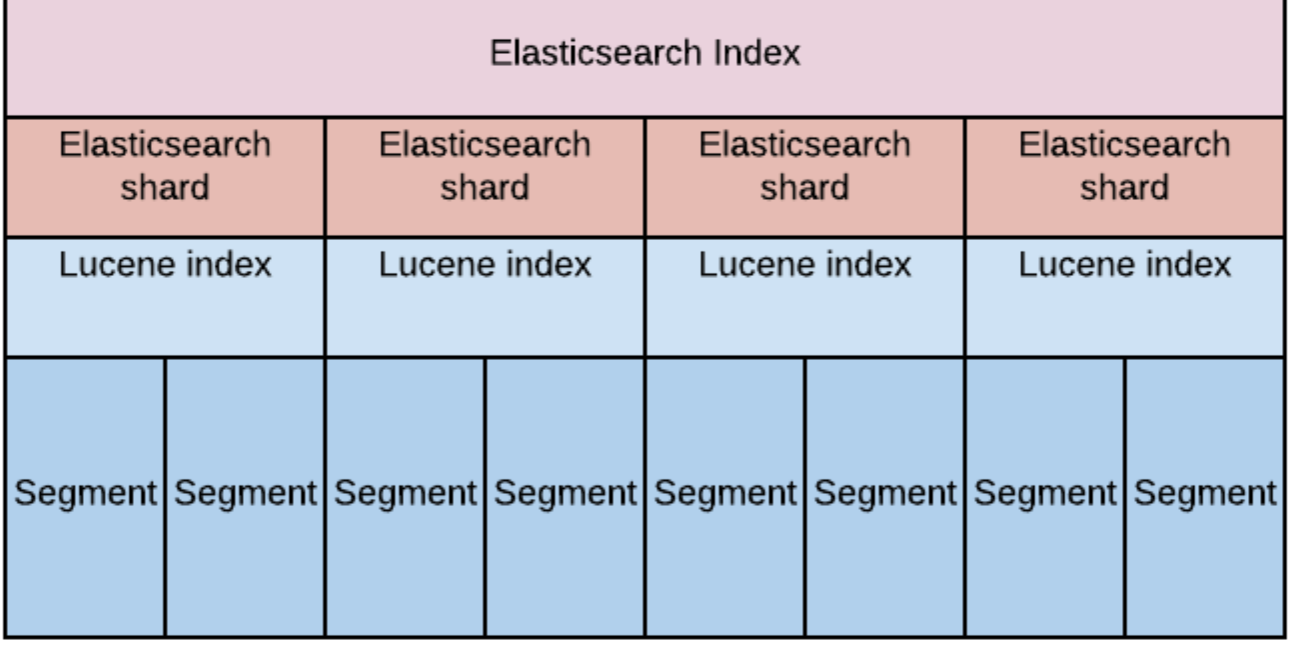 Elasticsearch Index
Elasticsearch shard
Elasticsearch shard
Elasticsearch shard
Elasticsearch shard
Lucene index
Lucene index
Lucene index
Lucene index
Segment
Segment
Segment
Segment
Segment
Segment
Segment
Segment